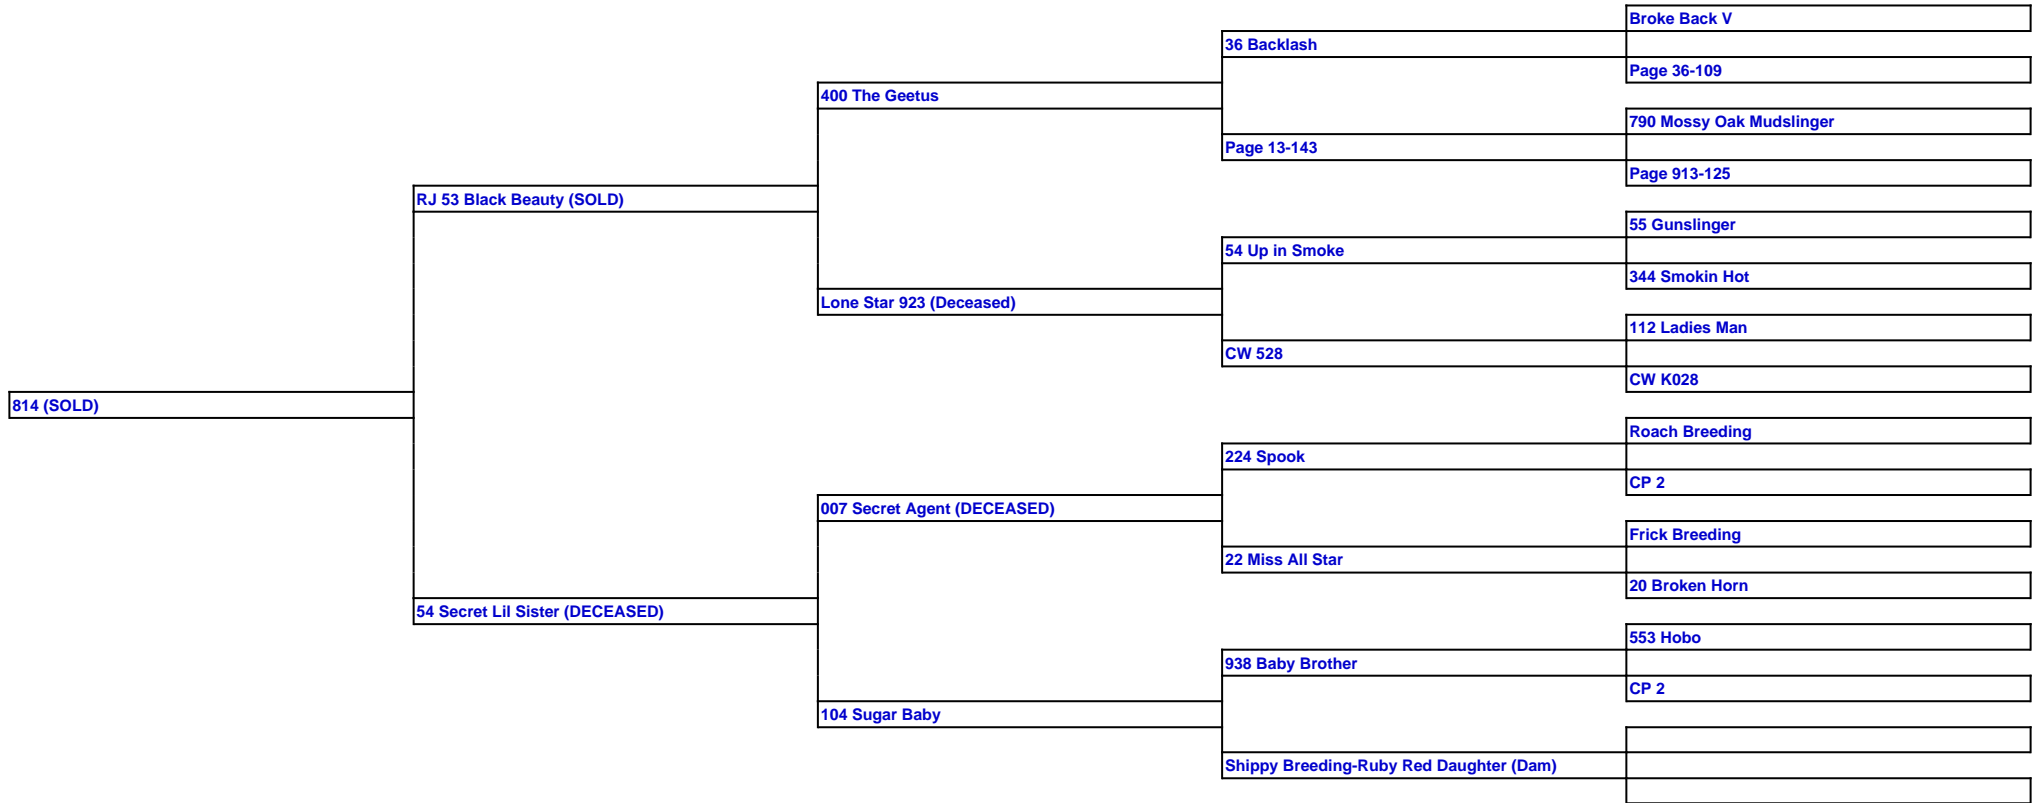 Broke Back V
36 Backlash
Page 36-109
400 The Geetus
790 Mossy Oak Mudslinger
Page 13-143
Page 913-125
RJ 53 Black Beauty (SOLD)
55 Gunslinger
54 Up in Smoke
344 Smokin Hot
Lone Star 923 (Deceased)
112 Ladies Man
CW 528
CW K028
814 (SOLD)
Roach Breeding
224 Spook
CP 2
007 Secret Agent (DECEASED)
Frick Breeding
22 Miss All Star
20 Broken Horn
54 Secret Lil Sister (DECEASED)
553 Hobo
938 Baby Brother
CP 2
104 Sugar Baby
Shippy Breeding-Ruby Red Daughter (Dam)